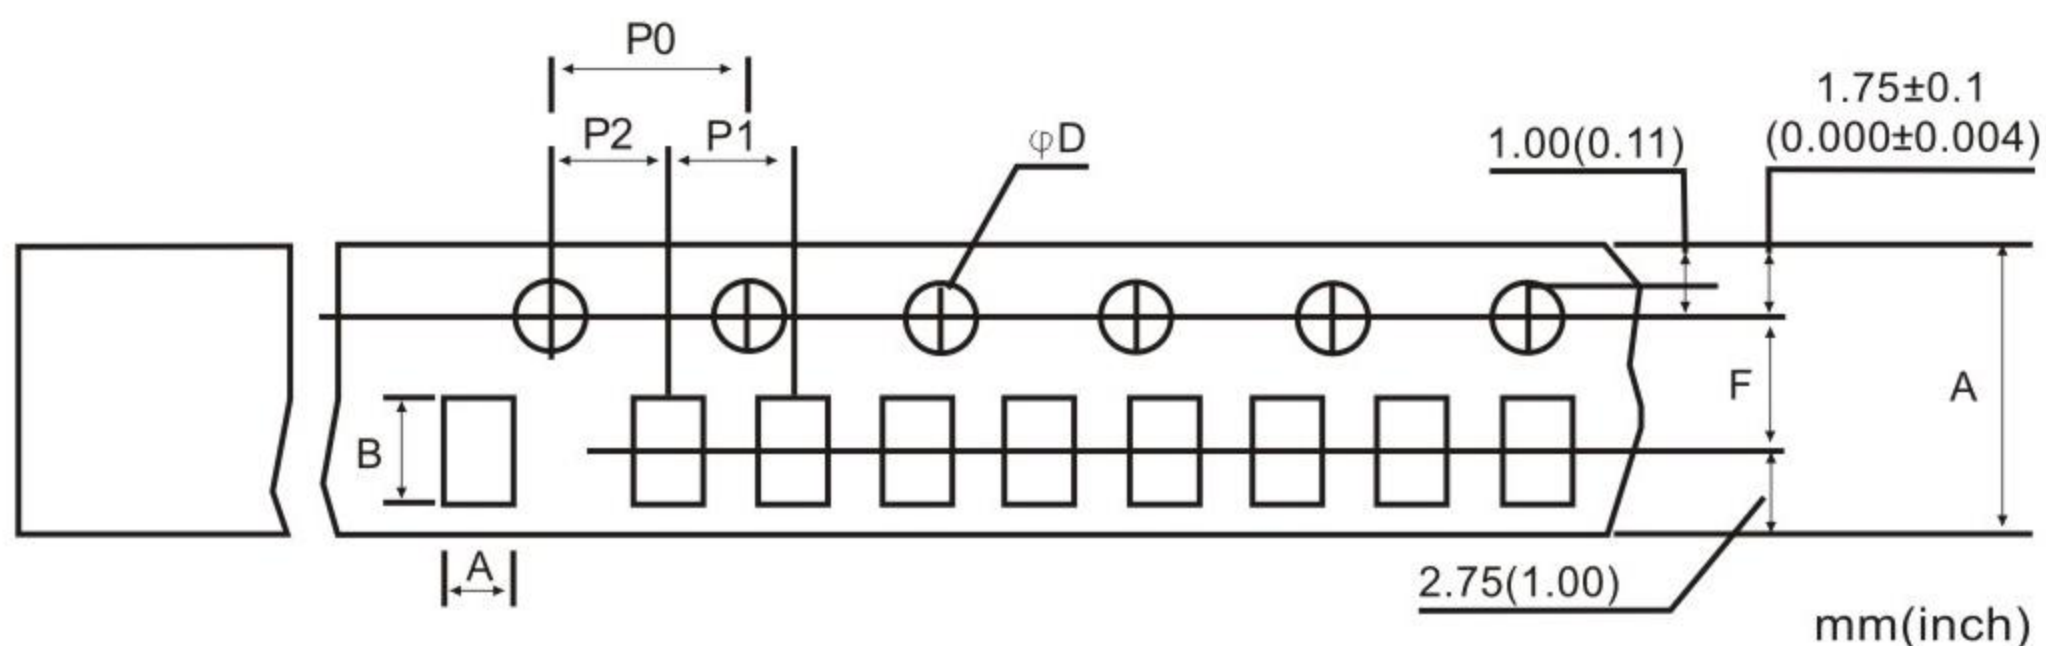 P0
P2
P1
φD
1.00(0.11)
1.75±0.1
(0.000±0.004)
B
A
F
A
2.75(1.00)
mm(inch)